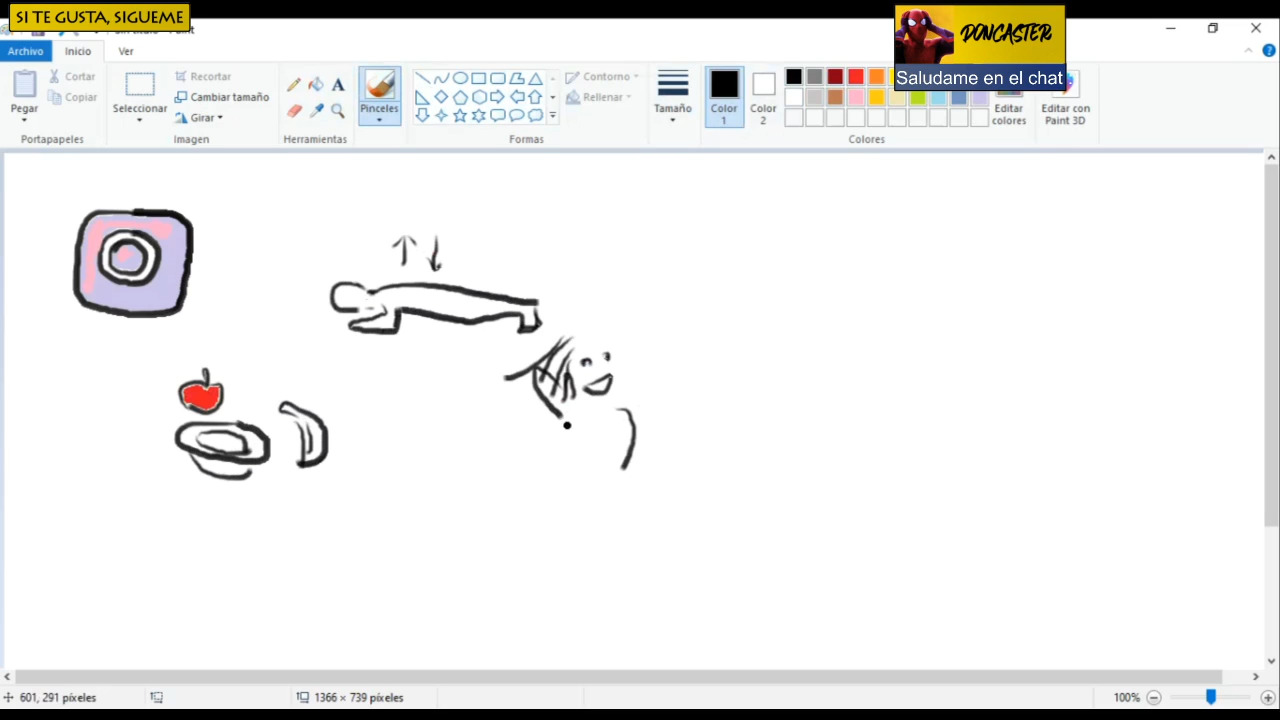 SI TE GUSTA, SIGUEME
DONCASTER
Saludame en el chat
Archivo
Inicio
Ver
Pegar
Cortar
Copiar
Portapapeles
Seleccionar
Recortar
Cambiar tamaño
Girar
Imagen
A
Herramientas
Pinceles
Contorno
Rellenar
Formas
Tamaño
Color 1
Color 2
Editar colores
Editar con Paint 3D
Colores
601, 291 píxeles
1366 × 739 píxeles
100%